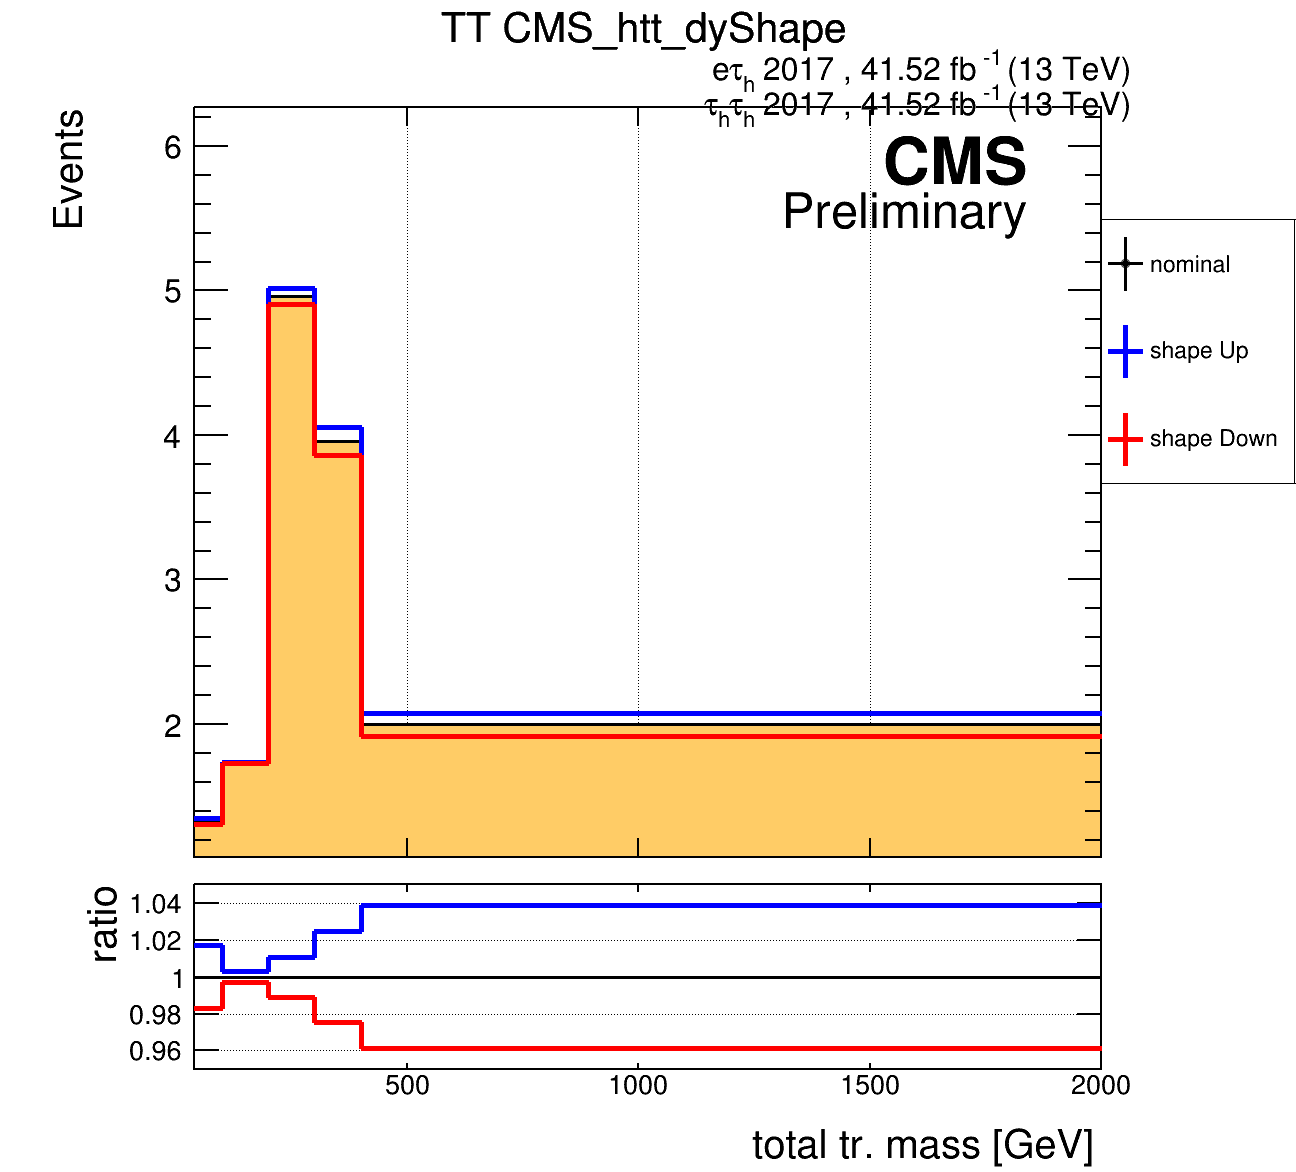 TT CMS_htt_dyShape
eτh 2017 , 41.52 fb -1 (13 TeV)
τhτh 2017 , 41.52 fb -1 (13 TeV)
CMS
Preliminary
Events
6
5
4
3
2
nominal
shape Up
shape Down
ratio
1.04
1.02
1
0.98
0.96
500
1000
1500
2000
total tr. mass [GeV]